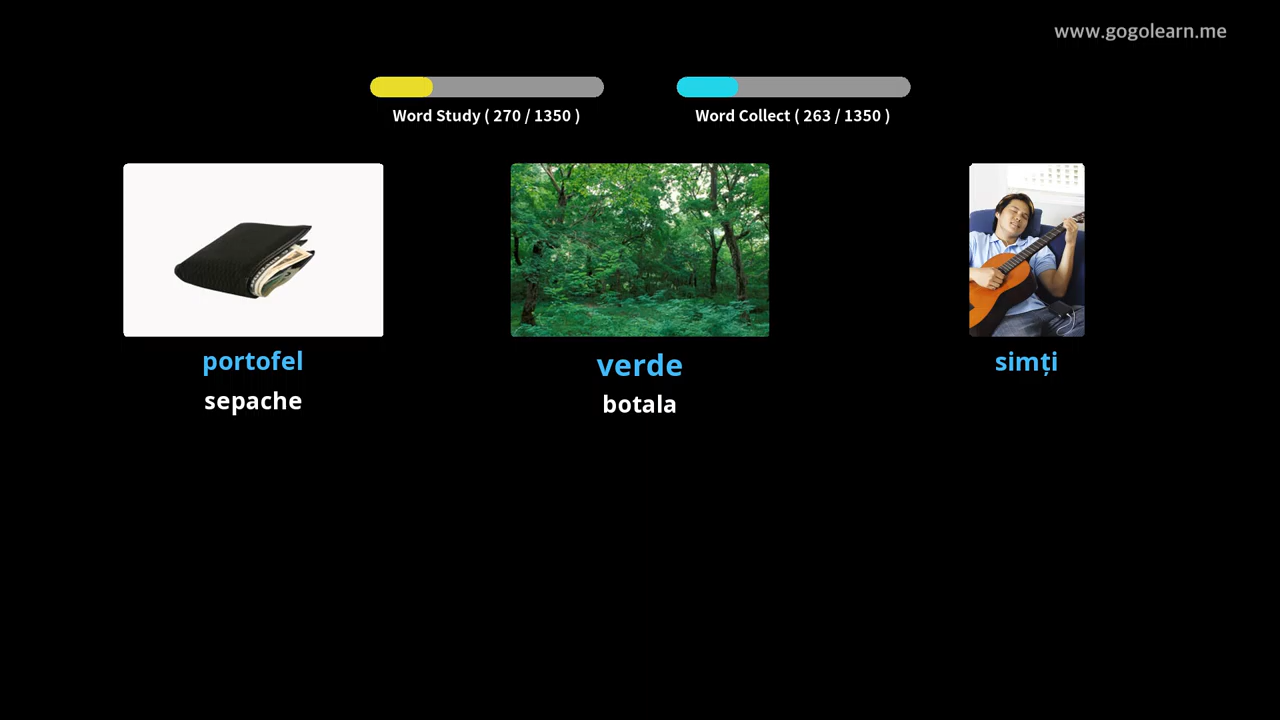 www.gogolearn.me
Word Study ( 270 / 1350 )
Word Collect ( 263 / 1350 )
portofel
verde
simți
sepache
botala